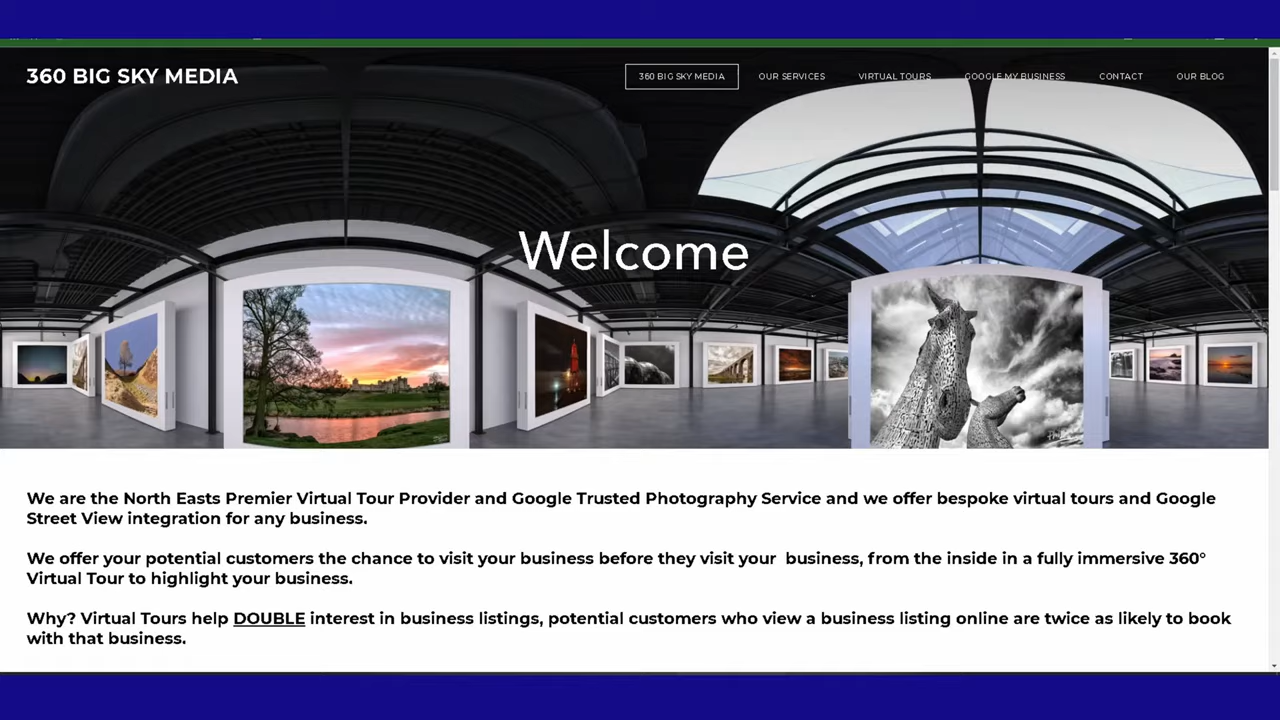 360 BIG SKY MEDIA
360 BIG SKY MEDIA OUR SERVICES VIRTUAL TOURS GOOGLE MY BUSINESS CONTACT OUR BLOG
Welcome
We are the North Easts Premier Virtual Tour Provider and Google Trusted Photography Service and we offer bespoke virtual tours and Google
Street View integration for any business.
We offer your potential customers the chance to visit your business before they visit your  business, from the inside in a fully immersive 360°
Virtual Tour to highlight your business.
Why? Virtual Tours help DOUBLE interest in business listings, potential customers who view a business listing online are twice as likely to book
with that business.